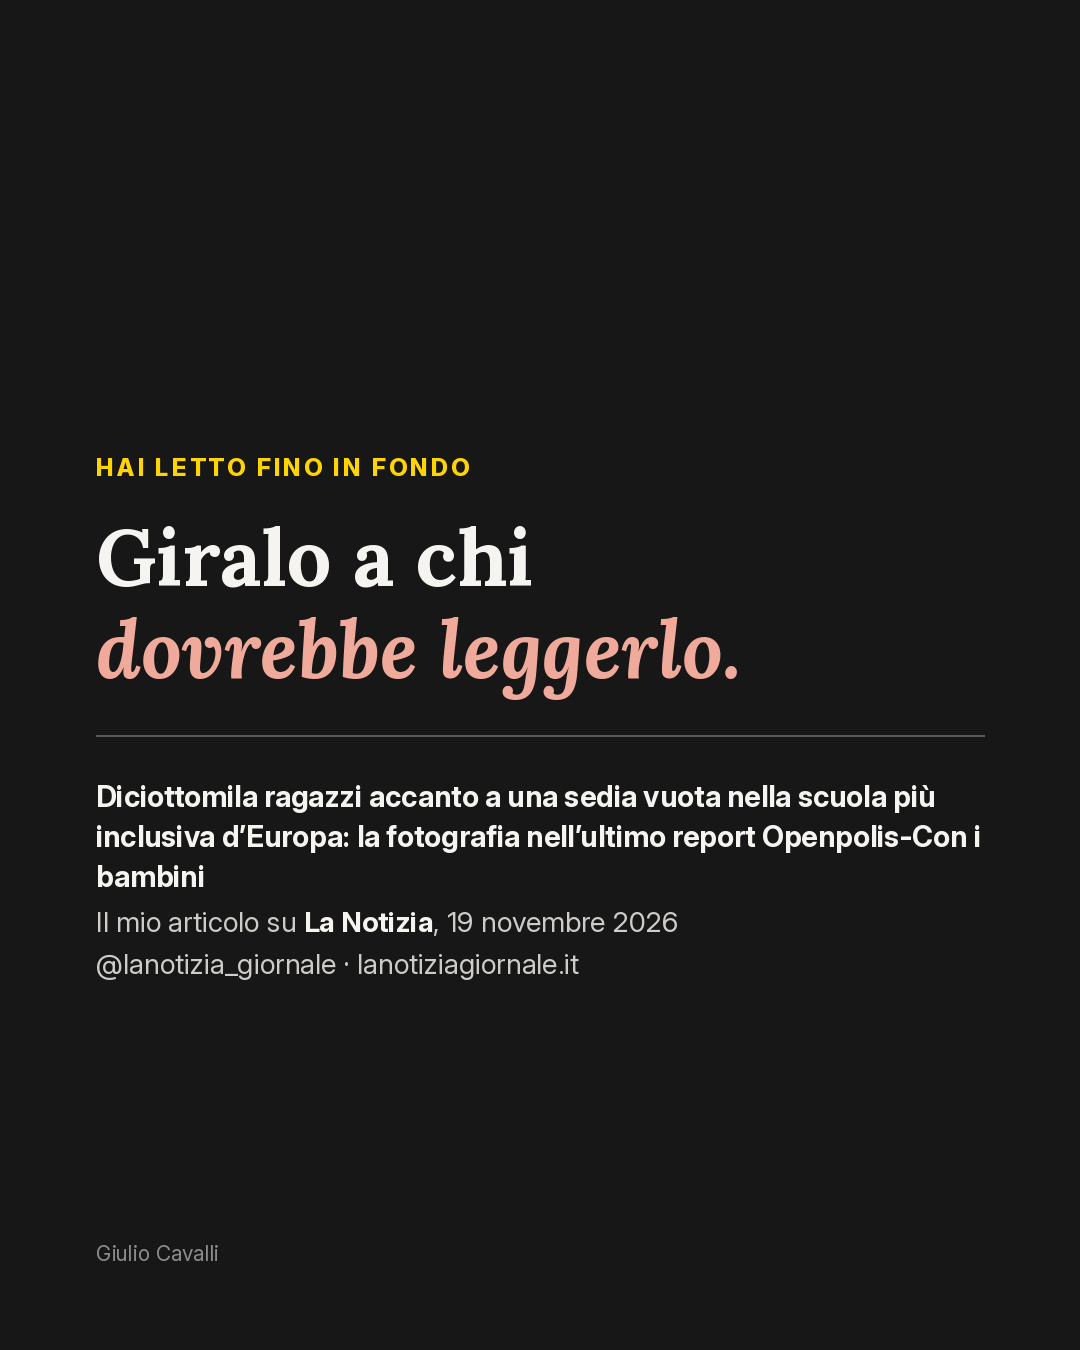 HAI LETTO FINO IN FONDO
Giralo a chi
dovrebbe leggerlo.
Diciottomila ragazzi accanto a una sedia vuota nella scuola più
inclusiva d’Europa: la fotografia nell’ultimo report Openpolis-Con i
bambini
Il mio articolo su La Notizia, 19 novembre 2026
@lanotizia_giornale · lanotiziagiornale.it
Giulio Cavalli